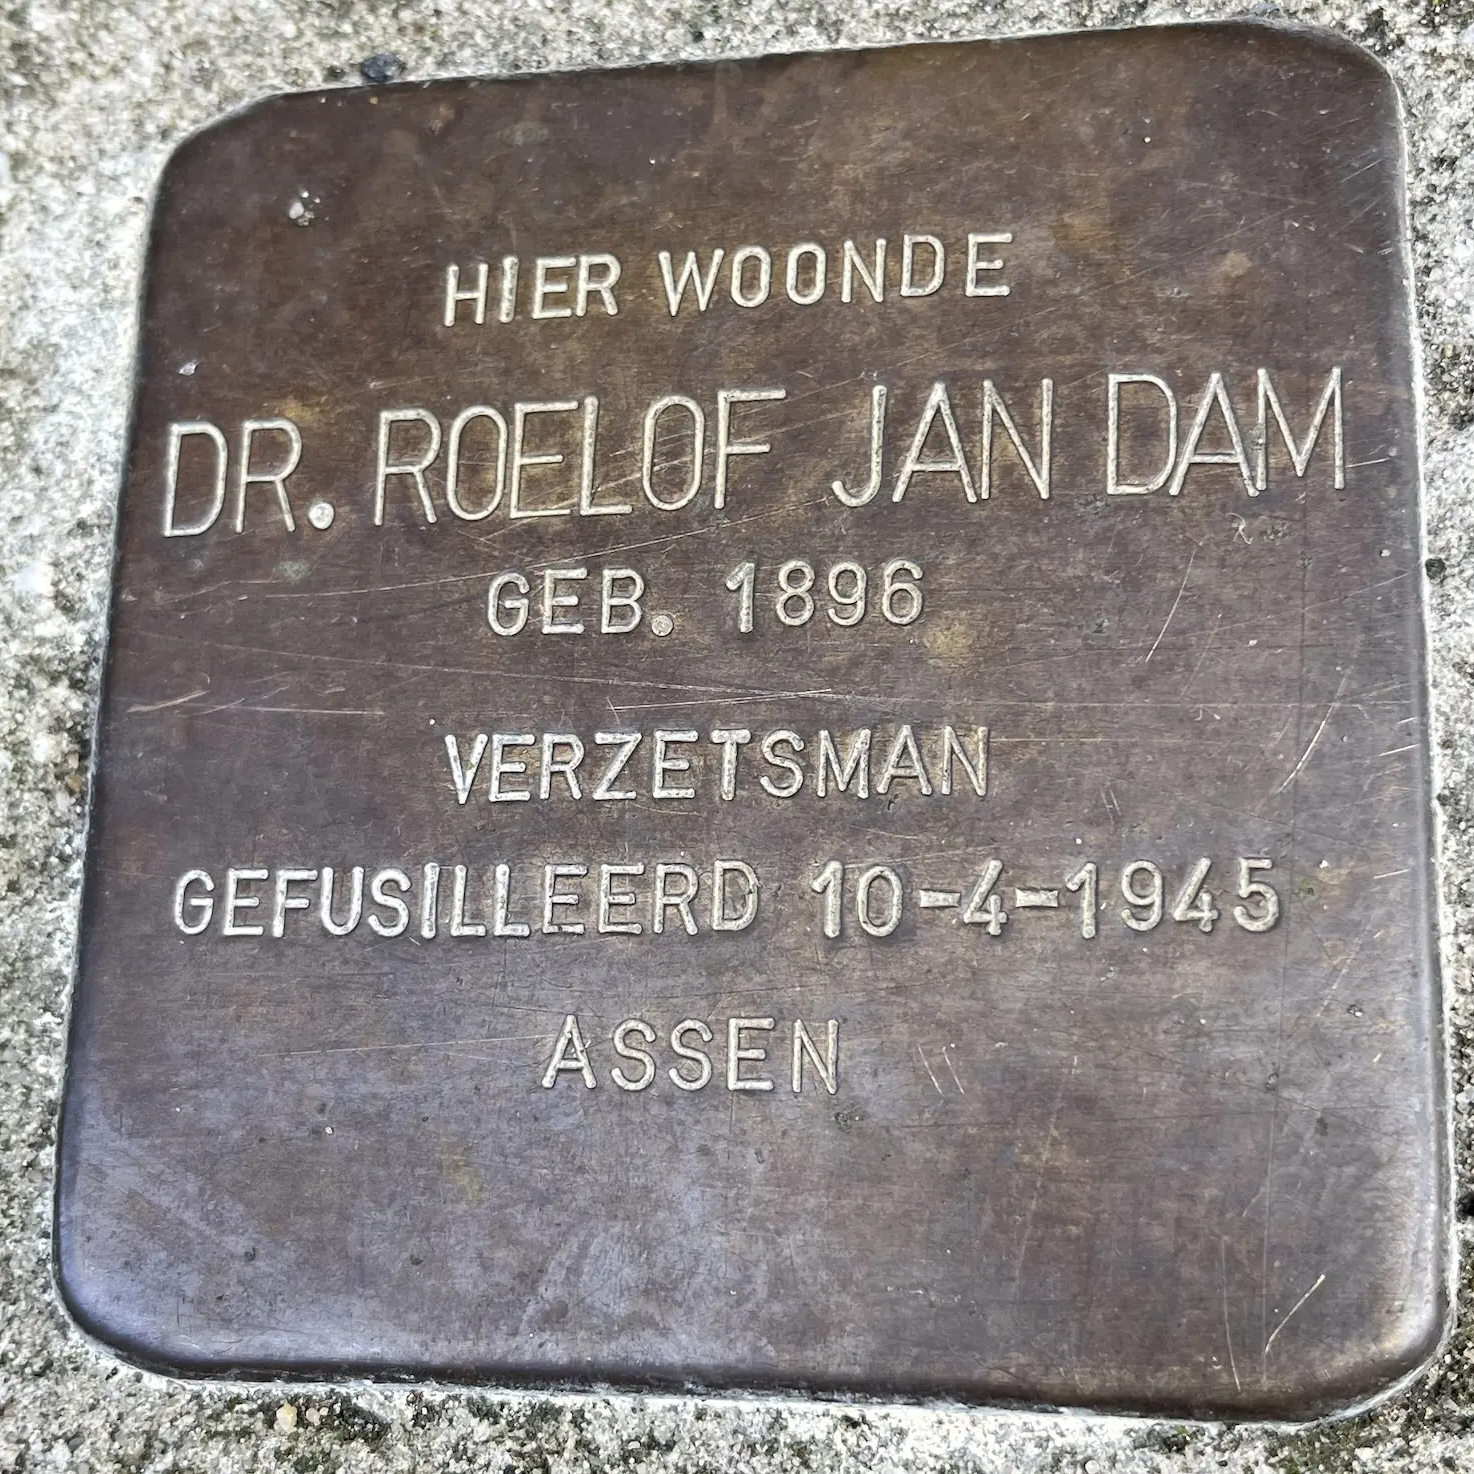 HIER WOONDE
DR. ROELOF JAN DAM
GEB. 1896
VERZETSMAN
GEFUSILLEERD 10-4-1945
ASSEN